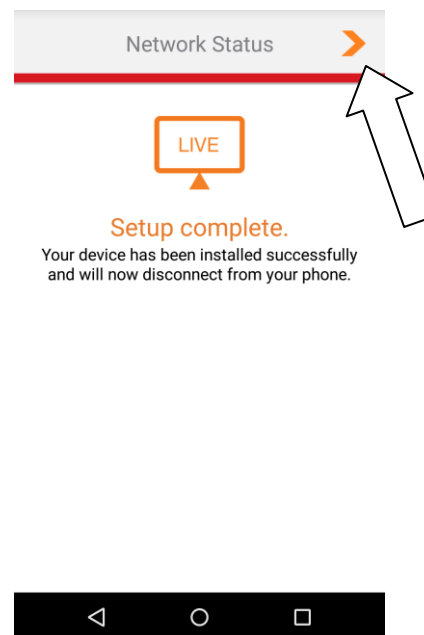 Network Status
LIVE
Setup complete.
Your device has been installed successfully
and will now disconnect from your phone.